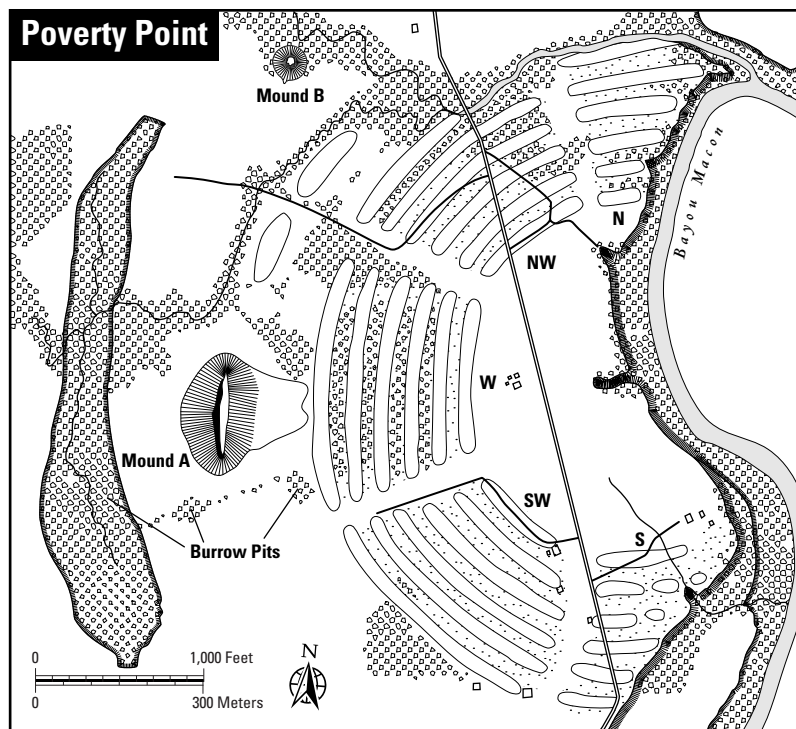 Poverty Point
Mound B
Bayou Macon
N
NW
W
Mound A
SW
S
Burrow Pits
0 1,000 Feet
0 300 Meters
N